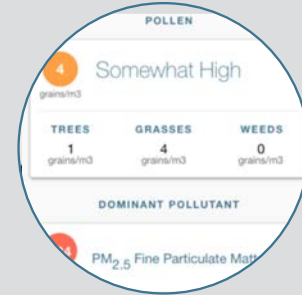 POLLEN
4 Somewhat High
grains/m3
TREES GRASSES WEEDS
1 4 0
grains/m3 grains/m3 grains/m3
DOMINANT POLLUTANT
PM2.5 Fine Particulate